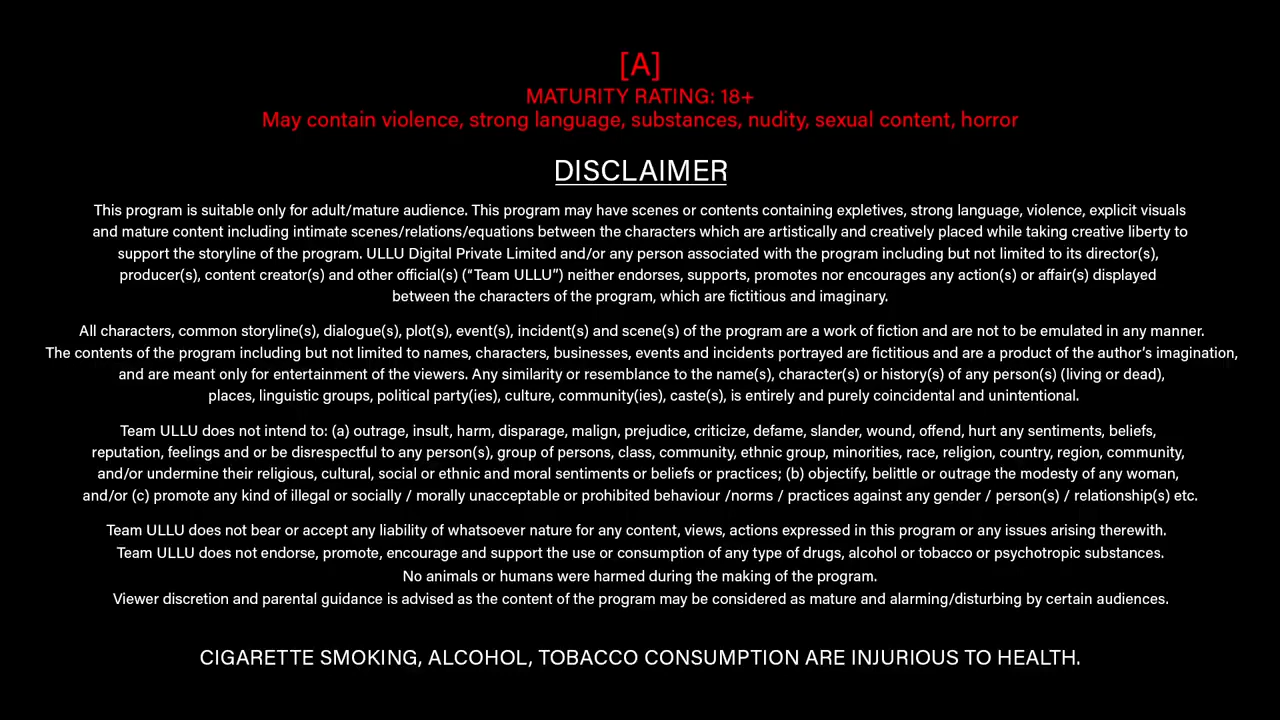 [A]
MATURITY RATING: 18+
May contain violence, strong language, substances, nudity, sexual content, horror
DISCLAIMER
This program is suitable only for adult/mature audience. This program may have scenes or contents containing expletives, strong language, violence, explicit visuals
and mature content including intimate scenes/relations/equations between the characters which are artistically and creatively placed while taking creative liberty to
support the storyline of the program. ULLU Digital Private Limited and/or any person associated with the program including but not limited to its director(s),
producer(s), content creator(s) and other official(s) (“Team ULLU”) neither endorses, supports, promotes nor encourages any action(s) or affair(s) displayed
between the characters of the program, which are fictitious and imaginary.
All characters, common storyline(s), dialogue(s), plot(s), event(s), incident(s) and scene(s) of the program are a work of fiction and are not to be emulated in any manner.
The contents of the program including but not limited to names, characters, businesses, events and incidents portrayed are fictitious and are a product of the author’s imagination,
and are meant only for entertainment of the viewers. Any similarity or resemblance to the name(s), character(s) or history(s) of any person(s) (living or dead),
places, linguistic groups, political party(ies), culture, community(ies), caste(s), is entirely and purely coincidental and unintentional.
Team ULLU does not intend to: (a) outrage, insult, harm, disparage, malign, prejudice, criticize, defame, slander, wound, offend, hurt any sentiments, beliefs,
reputation, feelings and or be disrespectful to any person(s), group of persons, class, community, ethnic group, minorities, race, religion, country, region, community,
and/or undermine their religious, cultural, social or ethnic and moral sentiments or beliefs or practices; (b) objectify, belittle or outrage the modesty of any woman,
and/or (c) promote any kind of illegal or socially / morally unacceptable or prohibited behaviour /norms / practices against any gender / person(s) / relationship(s) etc.
Team ULLU does not bear or accept any liability of whatsoever nature for any content, views, actions expressed in this program or any issues arising therewith.
Team ULLU does not endorse, promote, encourage and support the use or consumption of any type of drugs, alcohol or tobacco or psychotropic substances.
No animals or humans were harmed during the making of the program.
Viewer discretion and parental guidance is advised as the content of the program may be considered as mature and alarming/disturbing by certain audiences.
CIGARETTE SMOKING, ALCOHOL, TOBACCO CONSUMPTION ARE INJURIOUS TO HEALTH.